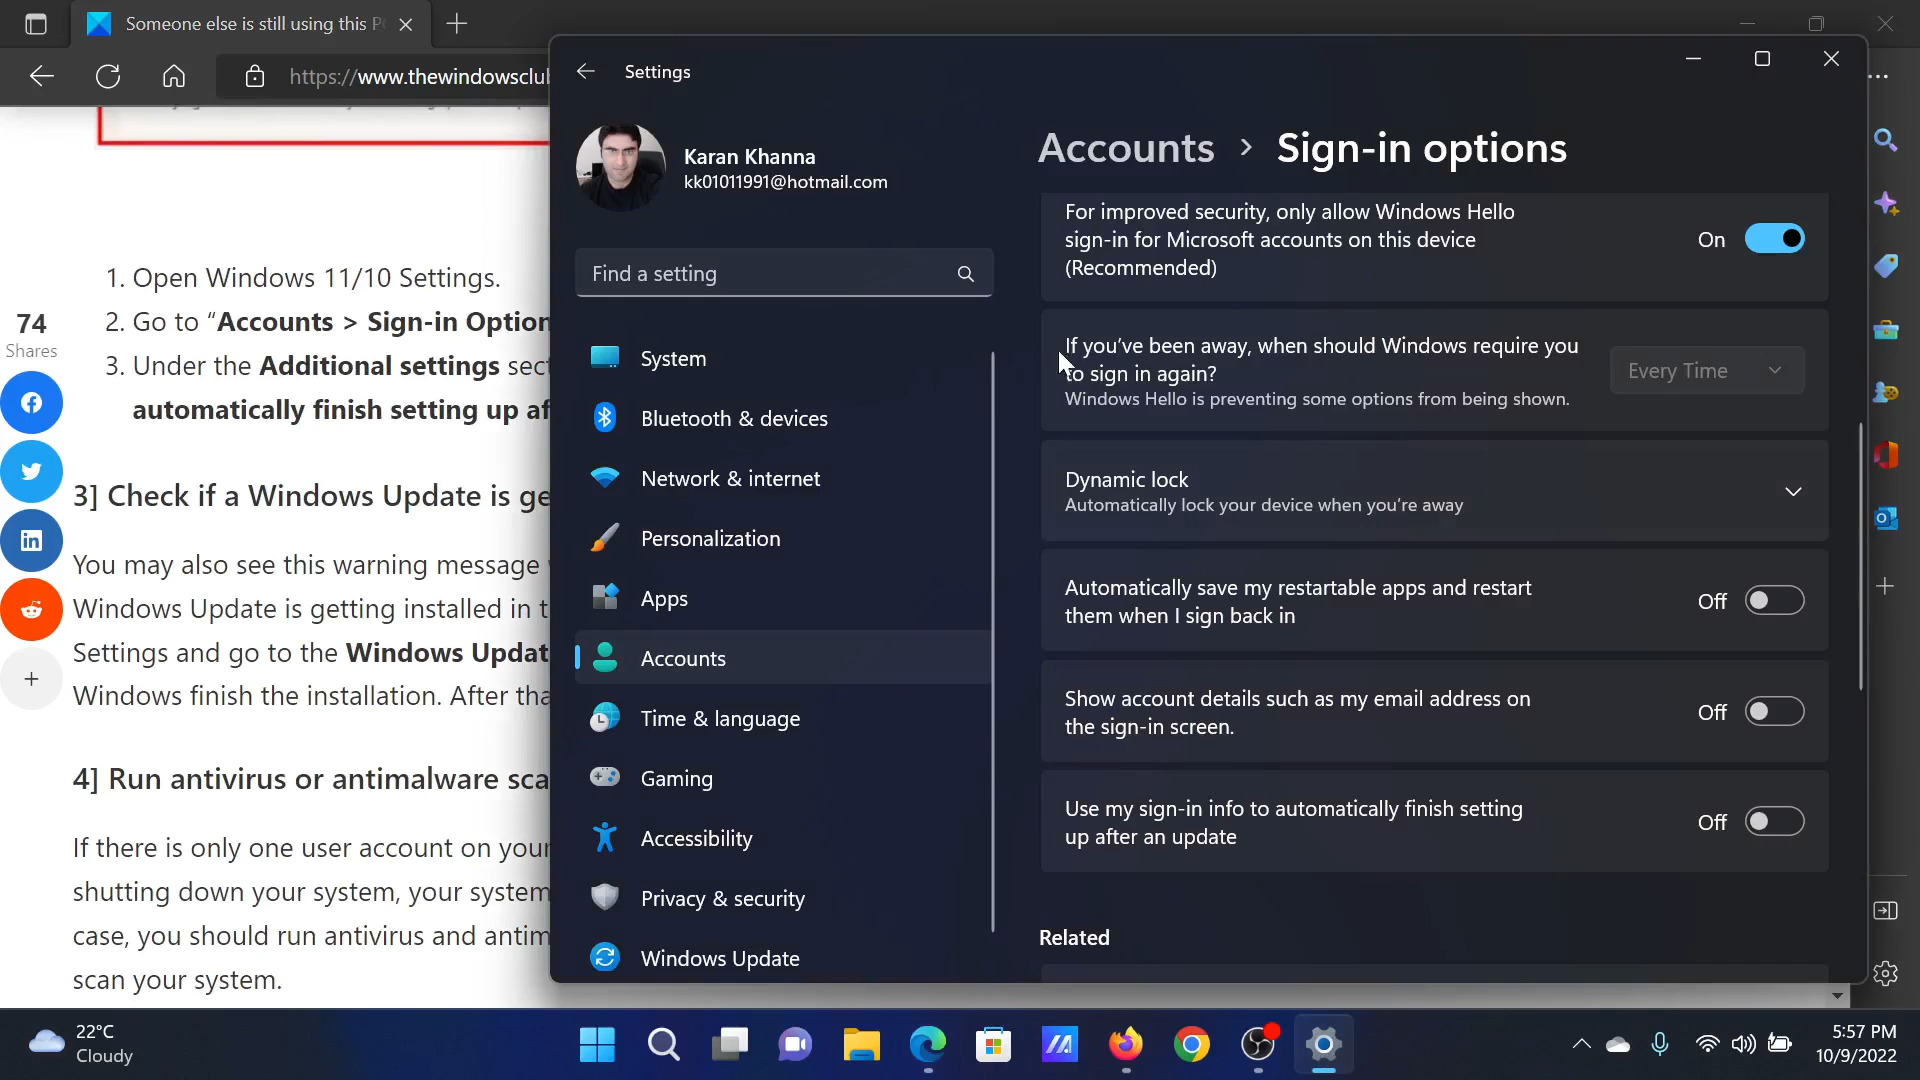 Someone else is still using this P
https://www.thewindowsclu
1. Open Windows 11/10 Settings.
2. Go to “Accounts > Sign-in Option
3. Under the Additional settings sect
automatically finish setting up af
74
Shares
3] Check if a Windows Update is ge
You may also see this warning message
Windows Update is getting installed in t
Settings and go to the Windows Updat
Windows finish the installation. After tha
4] Run antivirus or antimalware sca
If there is only one user account on your
shutting down your system, your system
case, you should run antivirus and antim
scan your system.
Settings
Karan Khanna
kk01011991@hotmail.com
Find a setting
System
Bluetooth & devices
Network & internet
Personalization
Apps
Accounts
Time & language
Gaming
Accessibility
Privacy & security
Windows Update
Accounts > Sign-in options
For improved security, only allow Windows Hello
sign-in for Microsoft accounts on this device
(Recommended)
On
If you’ve been away, when should Windows require you
to sign in again?
Windows Hello is preventing some options from being shown.
Every Time
Dynamic lock
Automatically lock your device when you’re away
Automatically save my restartable apps and restart
them when I sign back in
Off
Show account details such as my email address on
the sign-in screen.
Off
Use my sign-in info to automatically finish setting
up after an update
Off
Related
22°C
Cloudy
5:57 PM
10/9/2022